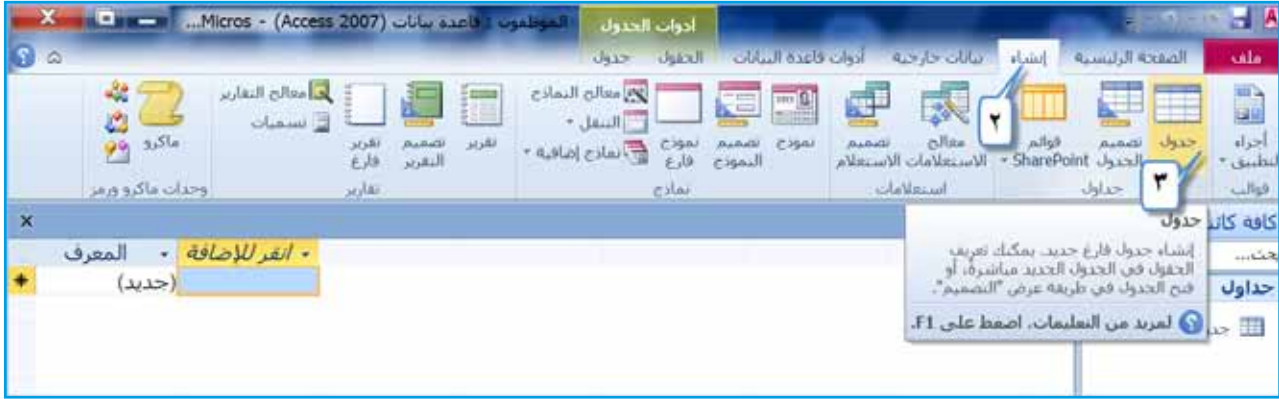 أدوات الجدول
الموظفون : قاعدة بيانات (Access 2007) - Micros...
ملف
الصفحة الرئيسية
إنشاء
بيانات خارجية
أدوات قاعدة البيانات
الحقول
جدول
أجزاء التطبيق
قوالب
جدول
تصميم الجدول
قوائم SharePoint
جداول
معالج الاستعلامات
تصميم الاستعلام
استعلامات
نموذج
تصميم النموذج
نموذج فارغ
معالج النماذج
التنقل
نماذج إضافية
نماذج
تقرير
تصميم التقرير
تقرير فارغ
معالج التقارير
تسميات
تقارير
ماكرو
وحدات ماكرو ورمز
٢
٣
جدول
إنشاء جدول فارغ جديد. يمكنك تعريف
الحقول في الجدول الجديد مباشرةً، أو
فتح الجدول في طريقة عرض "التصميم".
لمزيد من التعليمات، اضغط على F1.
كافة كائ
حث...
جداول
جد
المعرف
انقر للإضافة
(جديد)